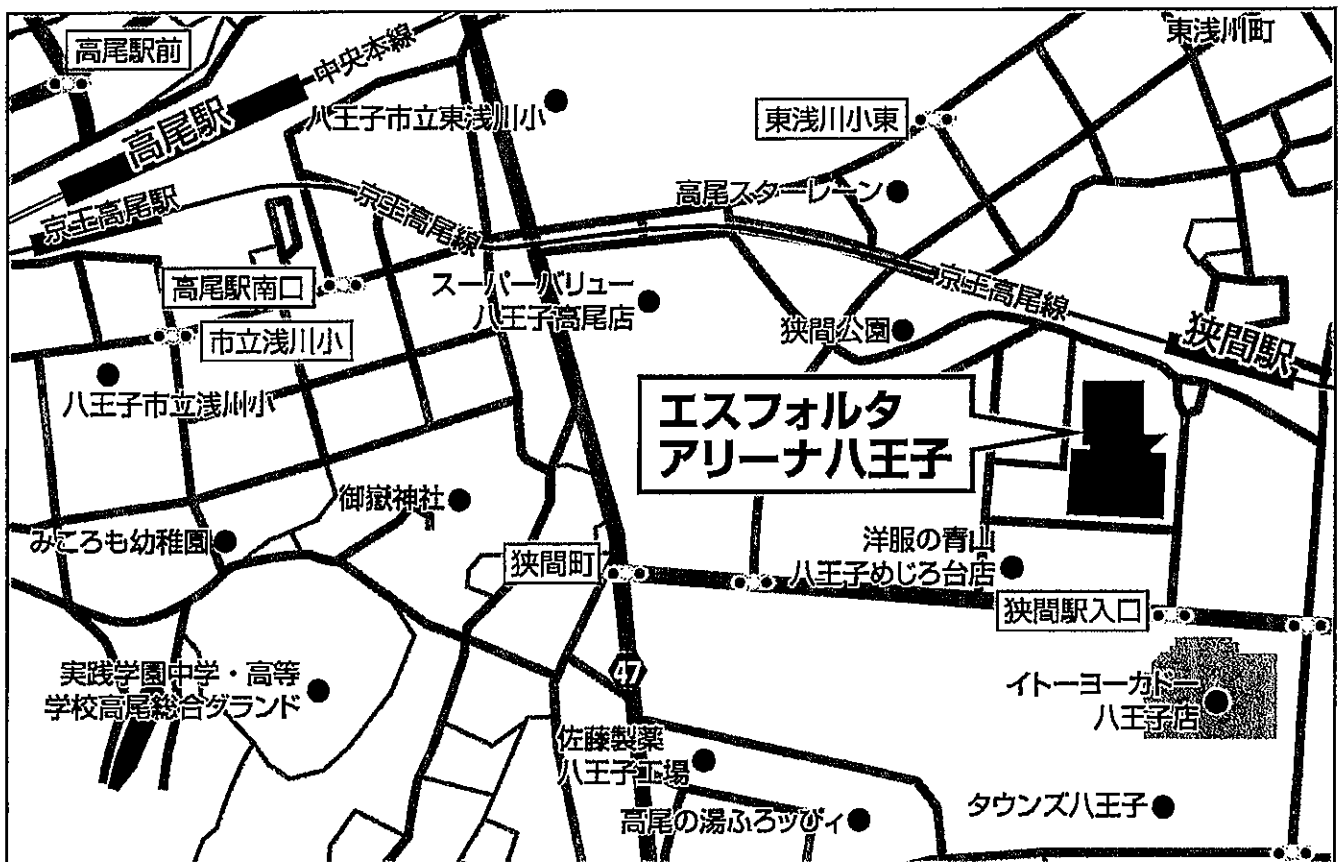 高尾駅前
中央本線
東浅川町
高尾駅
八王子市立東浅川小
東浅川小東
京王高尾駅
京王高尾線
高尾スターレーン
高尾駅南口
スーパーバリュー
八王子高尾店
京王高尾線
狭間公園
狭間駅
市立浅川小
八王子市立浅川小
エスフォルタ
アリーナ八王子
御嶽神社
みころも幼稚園
狭間町
洋服の青山
八王子めじろ台店
狭間駅入口
実践学園中学・高等
学校高尾総合グランド
47
イトーヨーカドー
八王子店
佐藤製薬
八王子工場
タウンズ八王子
高尾の湯ふろッぴィ